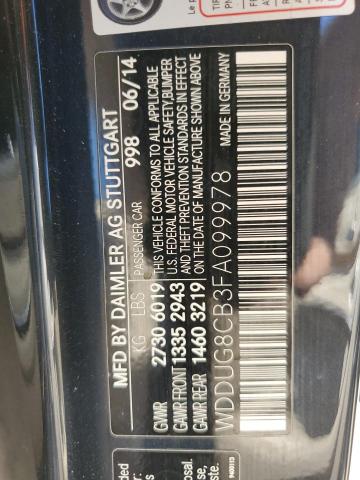 MFD BY DAIMLER AG STUTTGART
998 06/14
KG LBS PASSENGER CAR
GVWR 2730 6019
GAWR FRONT 1335 2943
GAWR REAR 1460 3219
THIS VEHICLE CONFORMS TO ALL APPLICABLE
U.S. FEDERAL MOTOR VEHICLE SAFETY,BUMPER
AND THEFT PREVENTION STANDARDS IN EFFECT
ON THE DATE OF MANUFACTURE SHOWN ABOVE
WDDUG8CB3FA099978 MADE IN GERMANY